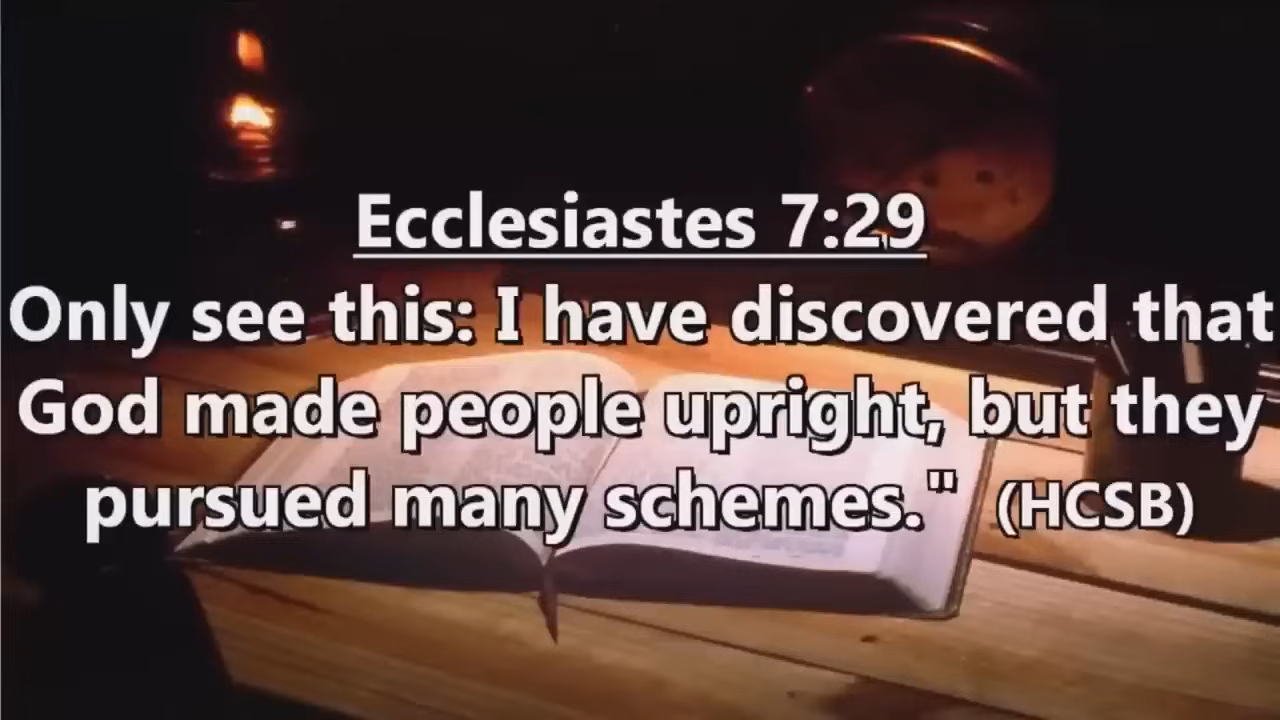 Ecclesiastes 7:29
Only see this: I have discovered that
God made people upright, but they
pursued many schemes." (HCSB)